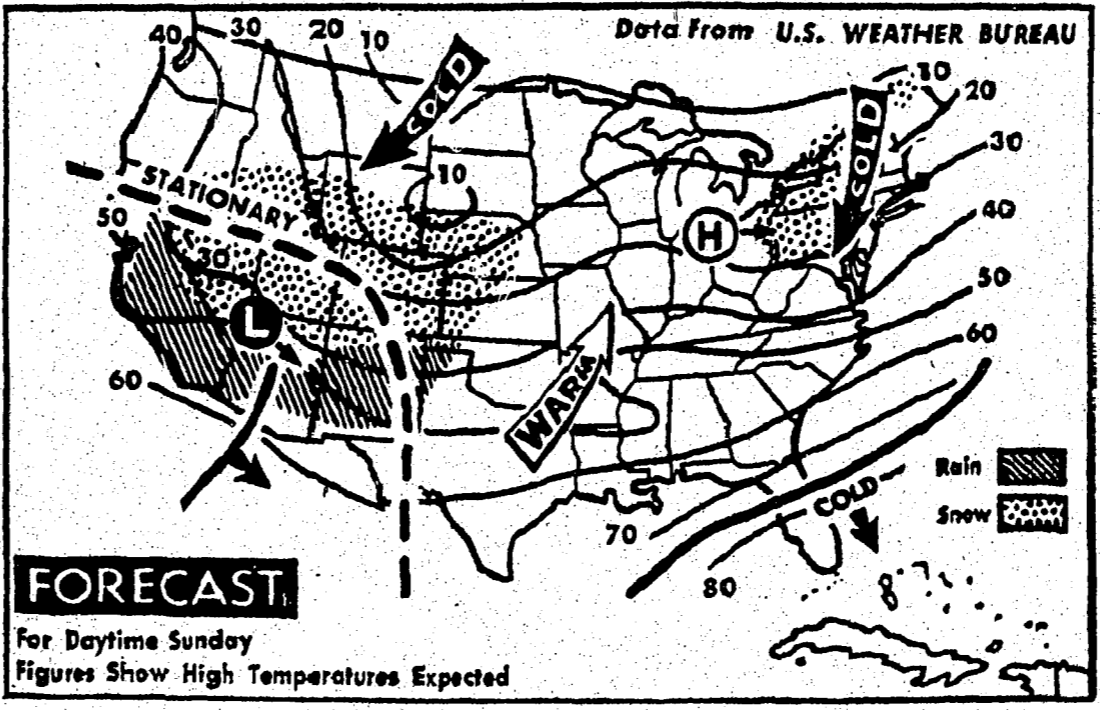 Data From U.S. WEATHER BUREAU
40 30 20 10
COLD
10
20
COLD
30
10
STATIONARY
40
50
H
30
50
L
60
60
WARM
Rain
COLD
Snow
70
80
FORECAST
For Daytime Sunday
Figures Show High Temperatures Expected